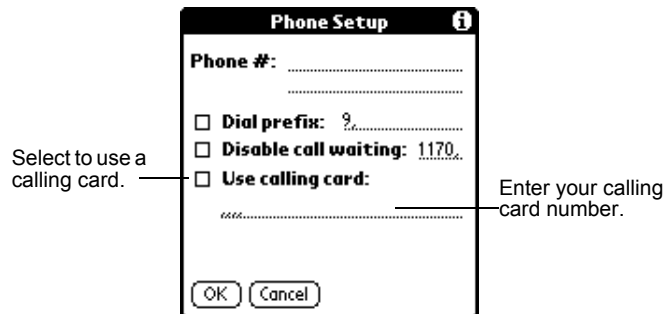 Phone Setup
i
Phone #:
Dial prefix: 9,
Disable call waiting: 1170,
Use calling card:
,,,,
OK Cancel
Select to use a
calling card.
Enter your calling
card number.